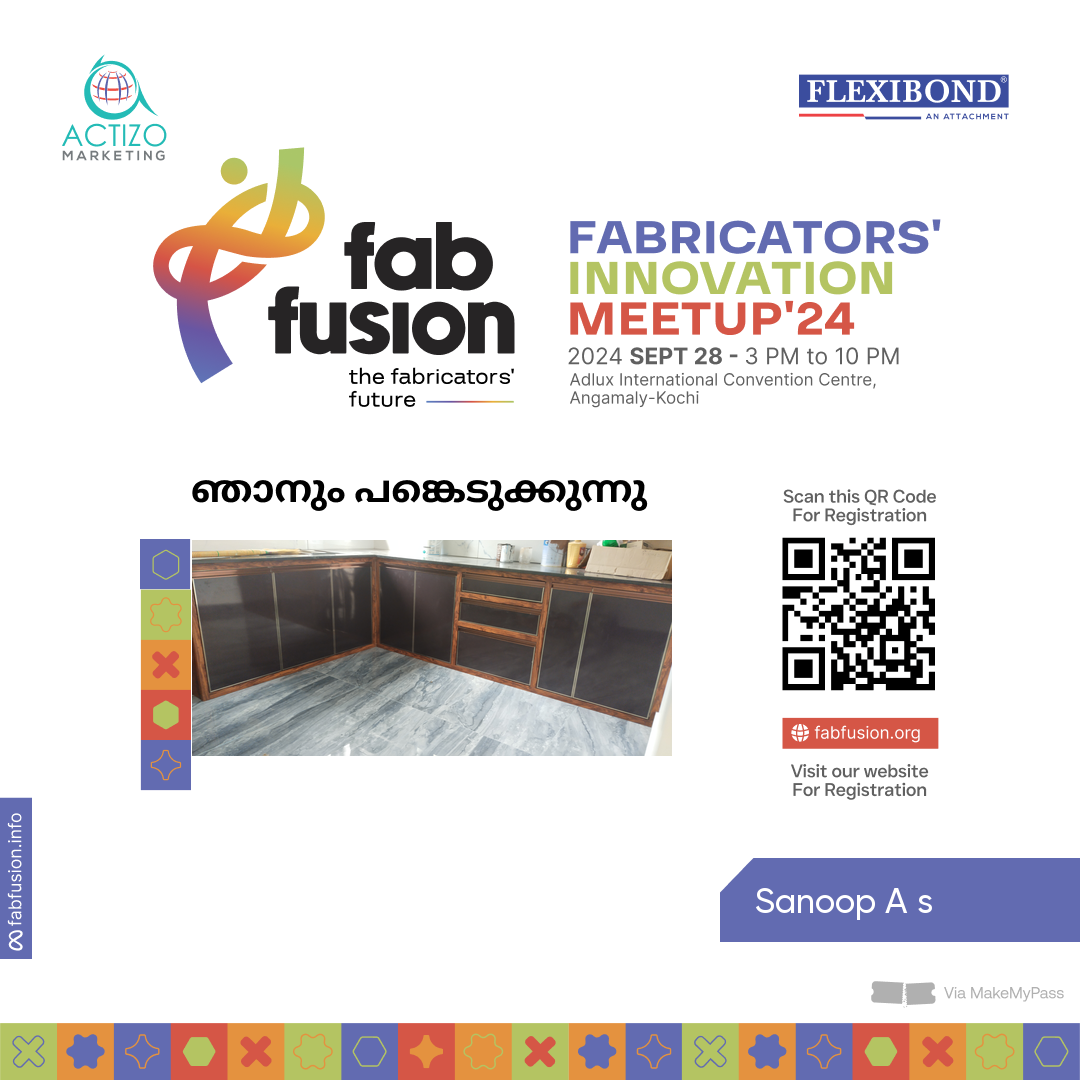 ACTIZO
MARKETING
FLEXIBOND®
AN ATTACHMENT
fab
fusion
the fabricators'
future
FABRICATORS'
INNOVATION
MEETUP'24
2024 SEPT 28 - 3 PM to 10 PM
Adlux International Convention Centre,
Angamaly-Kochi
ഞാനും പങ്കെടുക്കുന്നു
Scan this QR Code
For Registration
fabfusion.org
Visit our website
For Registration
fabfusion.info
Sanoop A s
Via MakeMyPass